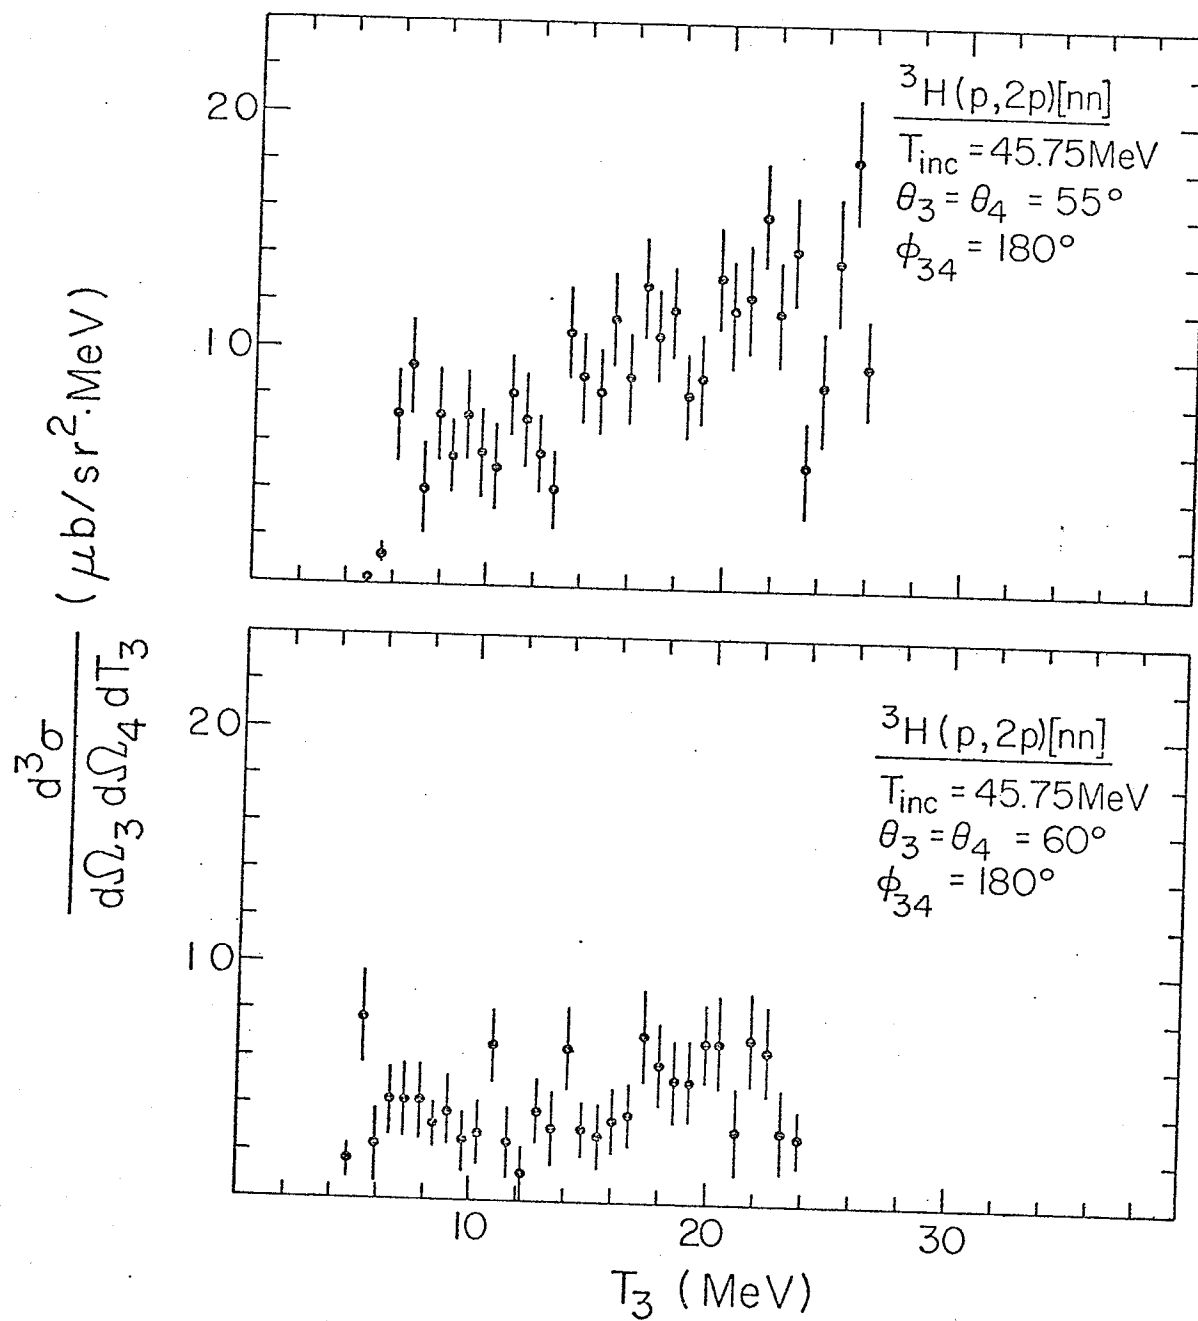 20
10
³H(p,2p)[nn]
T_inc = 45.75MeV
θ₃ = θ₄ = 55°
ϕ₃₄ = 180°
d³σ
dΩ₃ dΩ₄ dT₃
(μb/sr²·MeV)
20
10
³H(p,2p)[nn]
T_inc = 45.75MeV
θ₃ = θ₄ = 60°
ϕ₃₄ = 180°
10 20 30
T₃ (MeV)